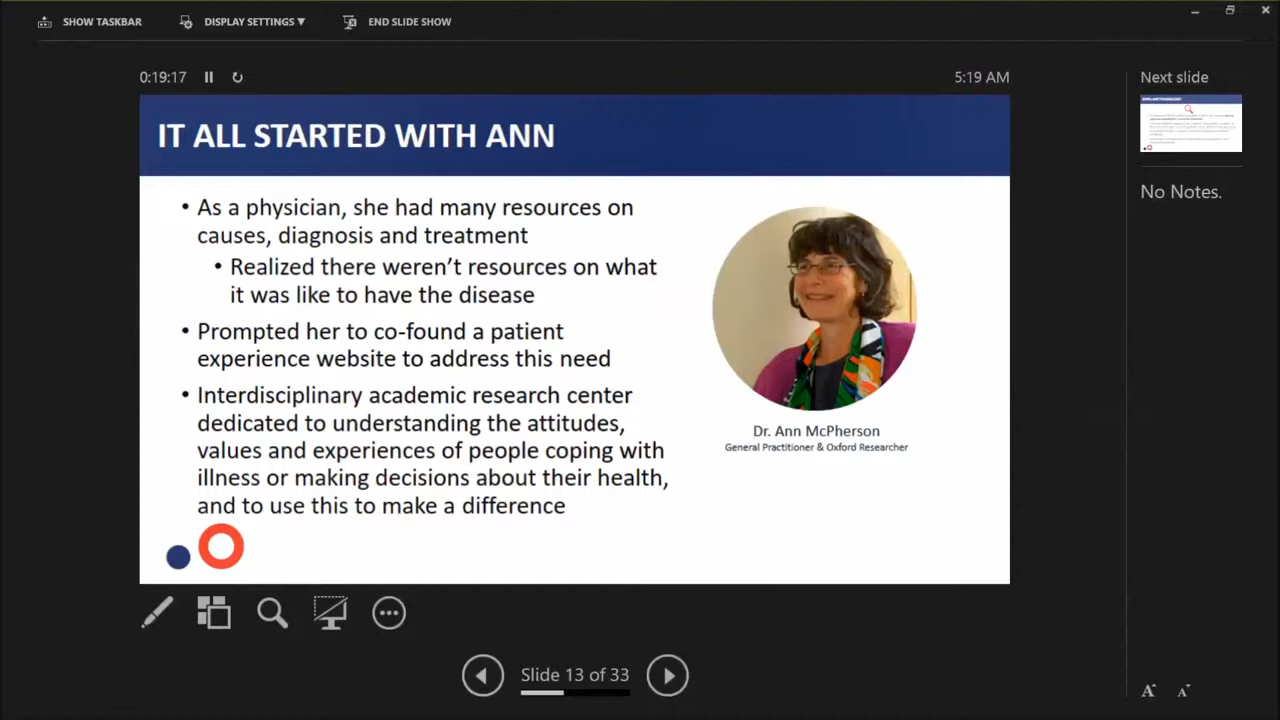 SHOW TASKBAR
DISPLAY SETTINGS ▼
END SLIDE SHOW
0:19:17
5:19 AM
Next slide
IT ALL STARTED WITH ANN
• As a physician, she had many resources on
causes, diagnosis and treatment
• Realized there weren't resources on what
it was like to have the disease
• Prompted her to co-found a patient
experience website to address this need
• Interdisciplinary academic research center
dedicated to understanding the attitudes,
values and experiences of people coping with
illness or making decisions about their health,
and to use this to make a difference
Dr. Ann McPherson
General Practitioner & Oxford Researcher
No Notes.
Slide 13 of 33
A
A